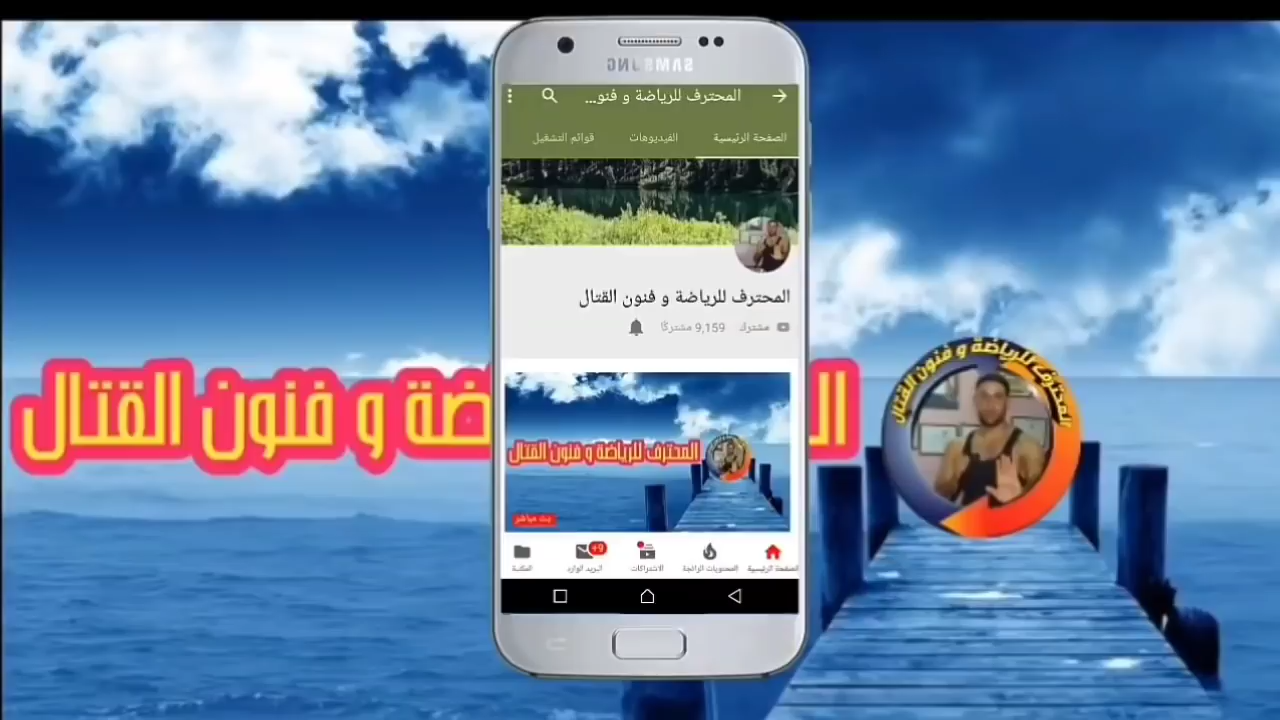 SAMSUNG
المحترف للرياضة و فنو...
الصفحة الرئيسية
الفيديوهات
قوائم التشغيل
المحترف للرياضة و فنون القتال
مشترك
9,159 مشتركًا
المحترف للرياضة و فنون القتال
بث مباشر
الصفحة الرئيسية
المحتويات الرائجة
الاشتراكات
البريد الوارد
المكتبة
+9
ال
ضة و فنون القتال
المحترف للرياضة و فنون القتال